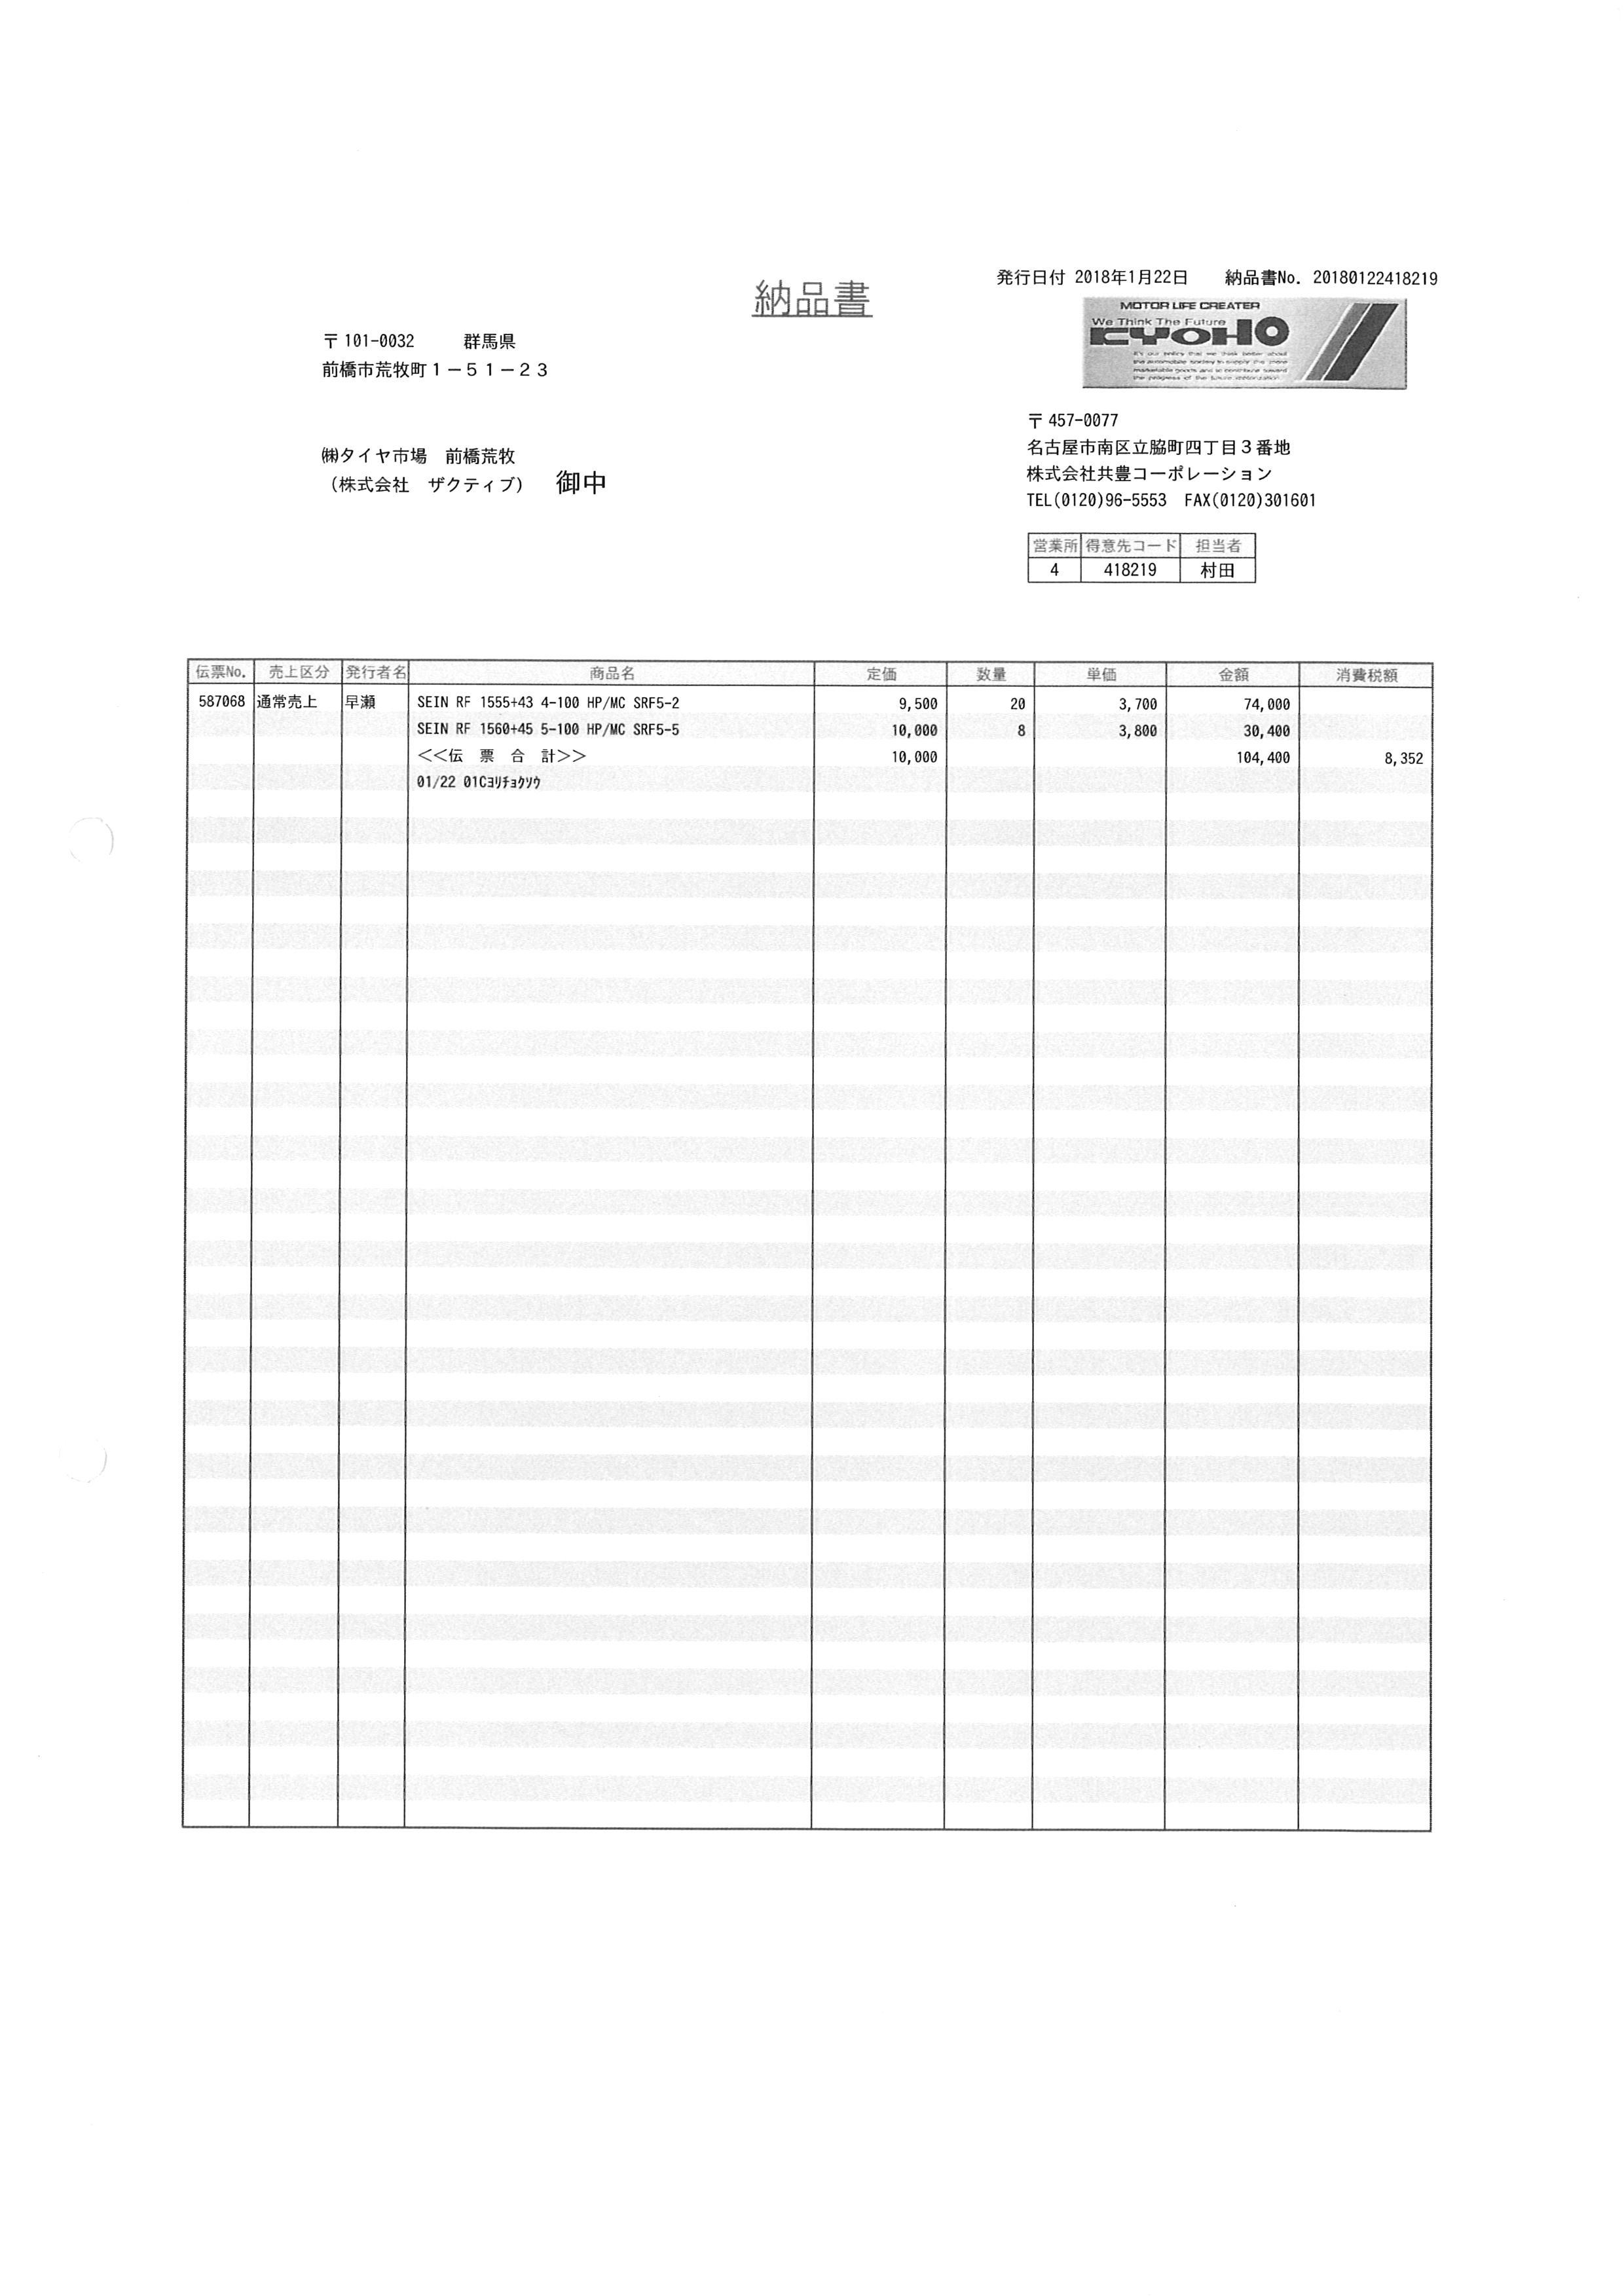 発行日付 2018年1月22日 納品書No. 20180122418219
納品書
MOTOR LIFE CREATER
We Think The Future
KYOHO
〒101-0032 群馬県
前橋市荒牧町1－51－23
㈱タイヤ市場 前橋荒牧
(株式会社 ザクティブ) 御中
〒457-0077
名古屋市南区立脇町四丁目3番地
株式会社共豊コーポレーション
TEL(0120)96-5553 FAX(0120)301601
営業所 得意先コード 担当者
4 418219 村田
伝票No. 売上区分 発行者名 商品名 定価 数量 単価 金額 消費税額
587068 通常売上 早瀬 SEIN RF 1555+43 4-100 HP/MC SRF5-2 9,500 20 3,700 74,000
SEIN RF 1560+45 5-100 HP/MC SRF5-5 10,000 8 3,800 30,400
<<伝 票 合 計>> 10,000 104,400 8,352
01/22 01Cﾖﾘﾁｮｸｿｳ